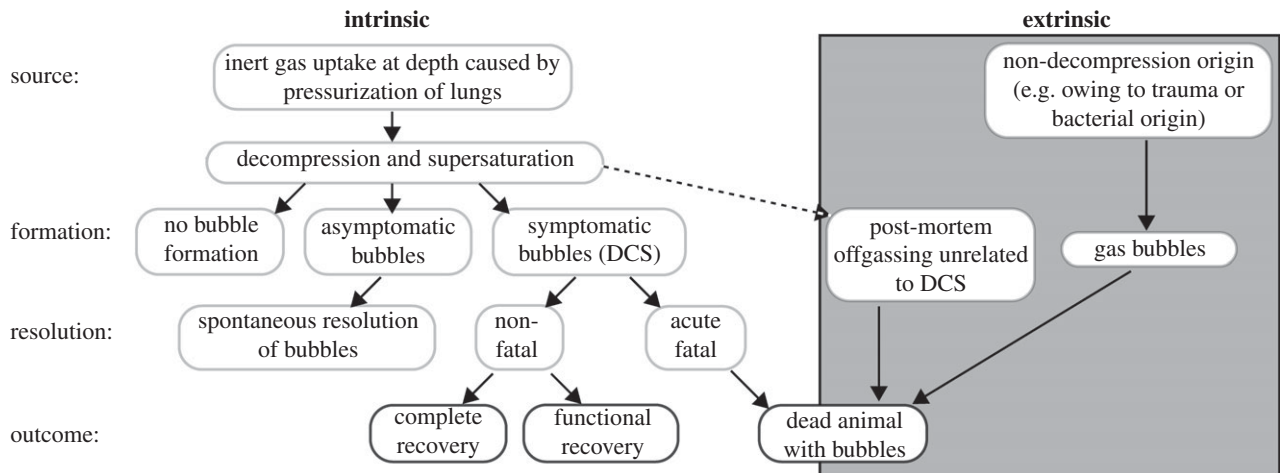 intrinsic
extrinsic
source:
inert gas uptake at depth caused by
pressurization of lungs
non-decompression origin
(e.g. owing to trauma or
bacterial origin)
decompression and supersaturation
formation:
no bubble
formation
asymptomatic
bubbles
symptomatic
bubbles (DCS)
post-mortem
offgassing unrelated
to DCS
gas bubbles
resolution:
spontaneous resolution
of bubbles
non-
fatal
acute
fatal
outcome:
complete
recovery
functional
recovery
dead animal
with bubbles